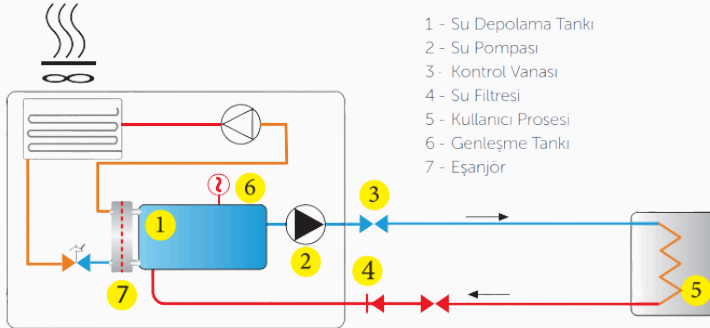 1 - Su Depolama Tankı
2 - Su Pompası
3 - Kontrol Vanası
4 - Su Filtresi
5 - Kullanıcı Prosesi
6 - Genleşme Tankı
7 - Eşanjör
6
3
1
2
4
7
5